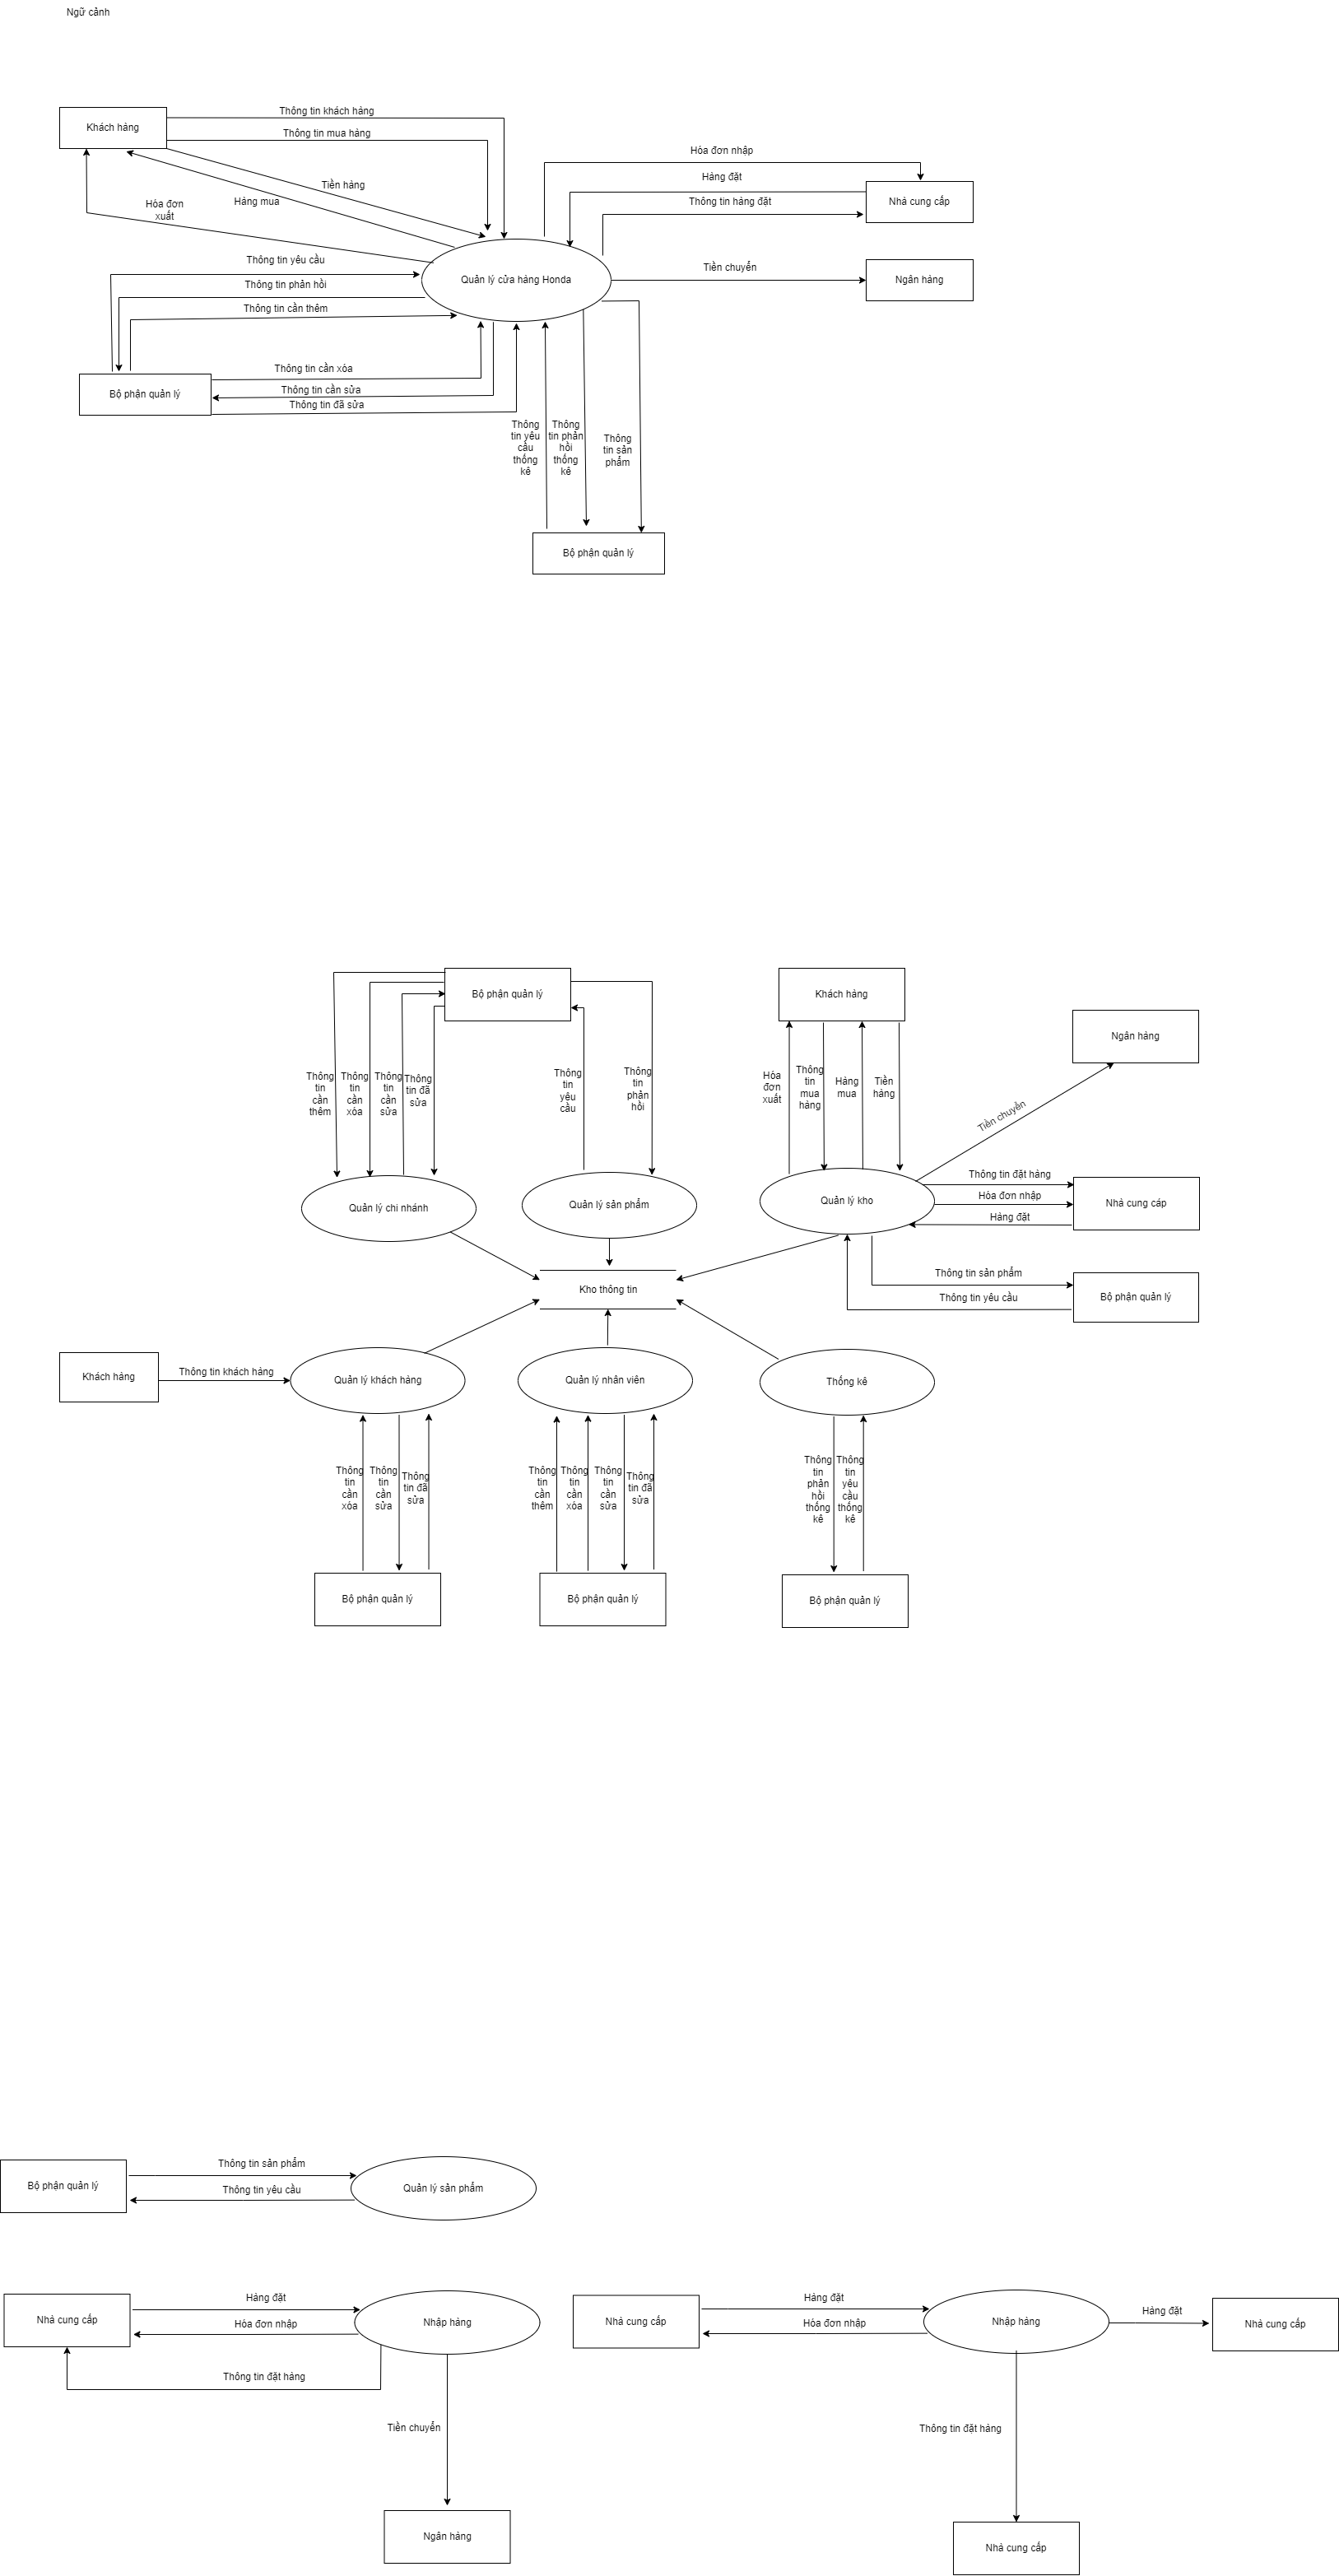 Ngữ cảnh
Thông tin khách hàng
Khách hàng
Thông tin mua hàng
Hóa đơn nhập
Hàng đặt
Tiền hàng
Hàng mua
Thông tin hàng đặt
Nhà cung cấp
Hóa đơn
xuất
Thông tin yêu cầu
Tiền chuyển
Quản lý cửa hàng Honda
Ngân hàng
Thông tin phản hồi
Thông tin cần thêm
Thông tin cần xóa
Bộ phận quản lý
Thông tin cần sửa
Thông tin đã sửa
Thông
tin yêu
cầu
thống
kê
Thông
tin phản
hồi
thống
kê
Thông
tin sản
phẩm
Bộ phận quản lý
Bộ phận quản lý
Khách hàng
Ngân hàng
Thông
tin
cần
thêm
Thông
tin
cần
xóa
Thông
tin
cần
sửa
Thông
tin đã
sửa
Thông
tin
yêu
cầu
Thông
tin
phản
hồi
Hóa
đơn
xuất
Thông
tin
mua
hàng
Hàng
mua
Tiền
hàng
Tiền chuyển
Quản lý chi nhánh
Quản lý sản phẩm
Quản lý kho
Thông tin đặt hàng
Hòa đơn nhập
Hàng đặt
Nhà cung cáp
Thông tin sản phẩm
Thông tin yêu cầu
Bộ phận quản lý
Kho thông tin
Khách hàng
Thông tin khách hàng
Quản lý khách hàng
Quản lý nhân viên
Thống kê
Thông
tin
cần
xóa
Thông
tin
cần
sửa
Thông
tin đã
sửa
Thông
tin
cần
thêm
Thông
tin
cần
xóa
Thông
tin
cần
sửa
Thông
tin đã
sửa
Thông
tin
phản
hồi
thống
kê
Thông
tin
yêu
cầu
thống
kê
Bộ phận quản lý
Bộ phận quản lý
Bộ phận quản lý
Thông tin sản phẩm
Bộ phận quản lý
Thông tin yêu cầu
Quản lý sản phẩm
Hàng đặt
Nhà cung cấp
Hóa đơn nhập
Nhập hàng
Thông tin đặt hàng
Tiền chuyển
Ngân hàng
Hàng đặt
Nhà cung cấp
Hóa đơn nhập
Nhập hàng
Hàng đặt
Nhà cung cấp
Thông tin đặt hàng
Nhà cung cấp